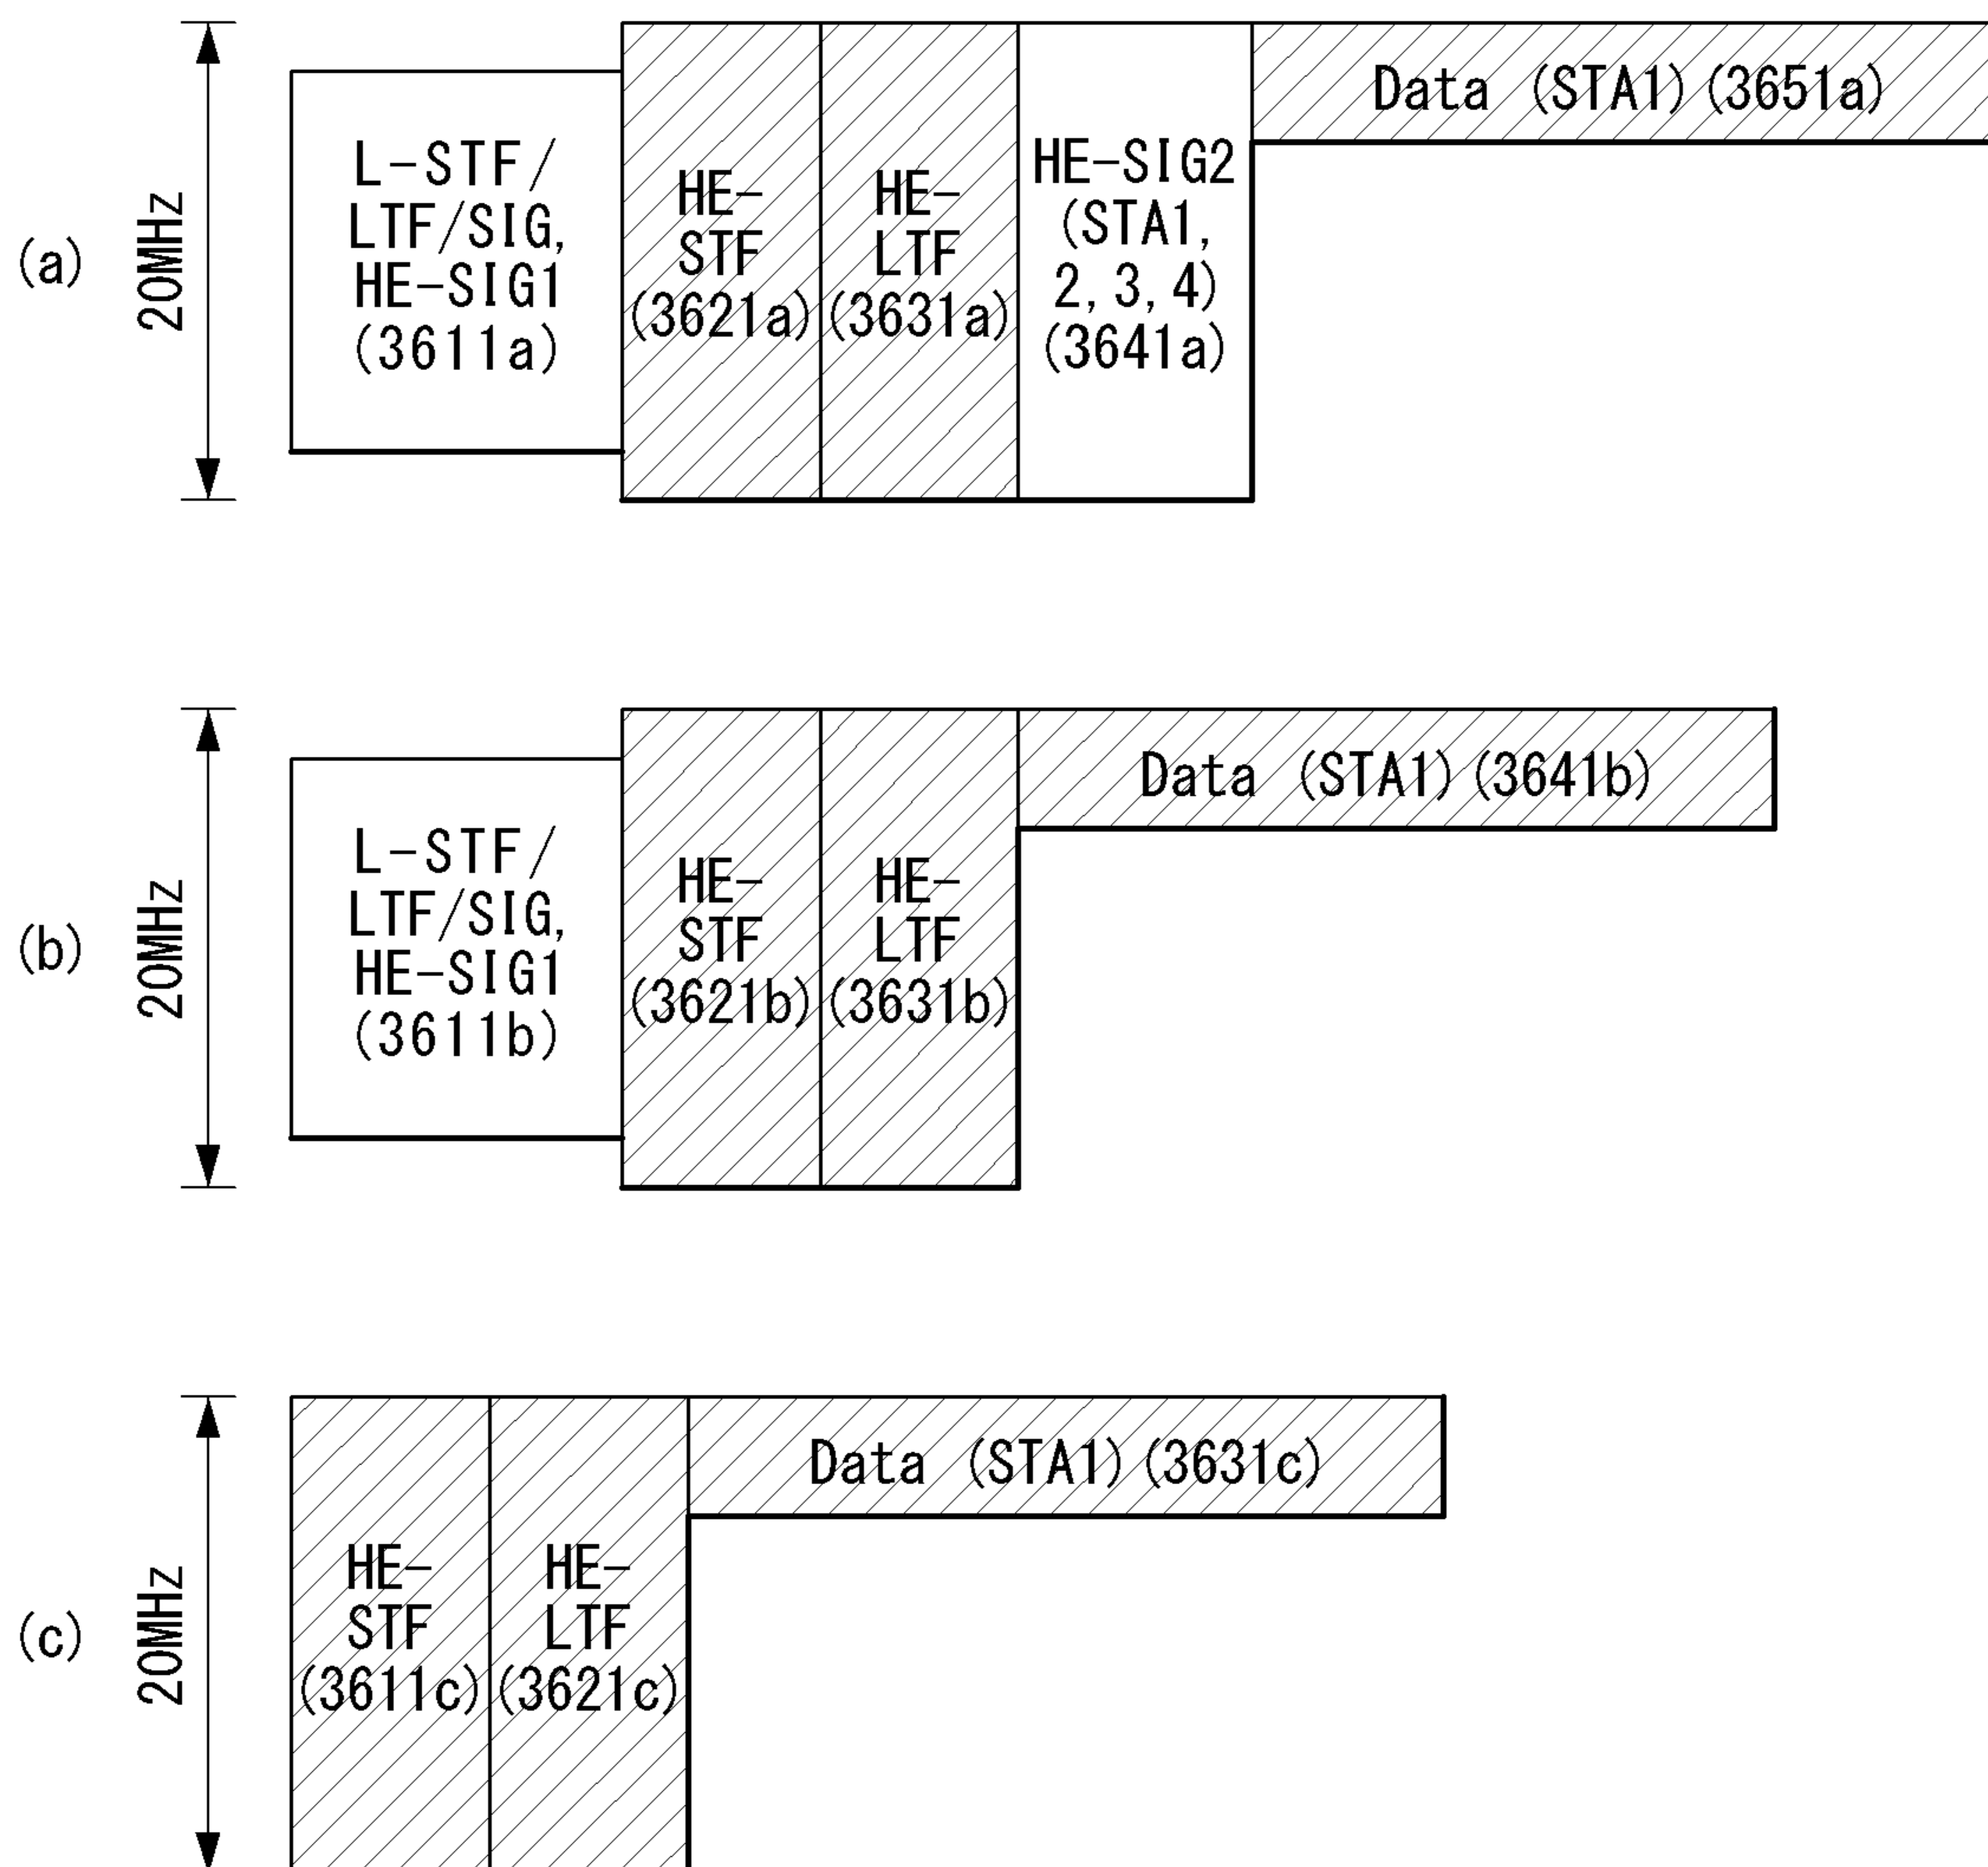 (a)
20MHz
L-STF/
LTF/SIG,
HE-SIG1
(3611a)
HE-
STF
(3621a)
HE-
LTF
(3631a)
HE-SIG2
(STA1,
2,3,4)
(3641a)
Data (STA1)(3651a)
(b)
20MHz
L-STF/
LTF/SIG,
HE-SIG1
(3611b)
HE-
STF
(3621b)
HE-
LTF
(3631b)
Data (STA1)(3641b)
(c)
20MHz
HE-
STF
(3611c)
HE-
LTF
(3621c)
Data (STA1)(3631c)